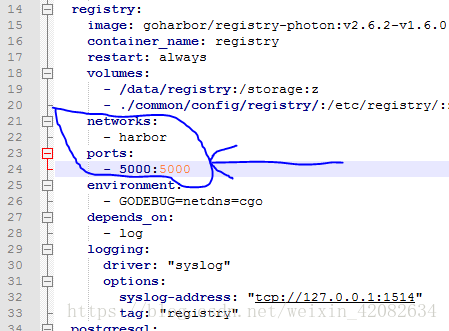 14 registry:
15 image: goharbor/registry-photon:v2.6.2-v1.6.0
16 container_name: registry
17 restart: always
18 volumes:
19 - /data/registry:/storage:z
20 - ./common/config/registry/:/etc/registry/:
21 networks:
22 - harbor
23 ports:
24 - 5000:5000
25 environment:
26 - GODEBUG=netdns=cgo
27 depends_on:
28 - log
29 logging:
30 driver: "syslog"
31 options:
32 syslog-address: "tcp://127.0.0.1:1514"
33 tag: "registry"
34 postgresql:
https://blog.csdn.net/weixin_42082634